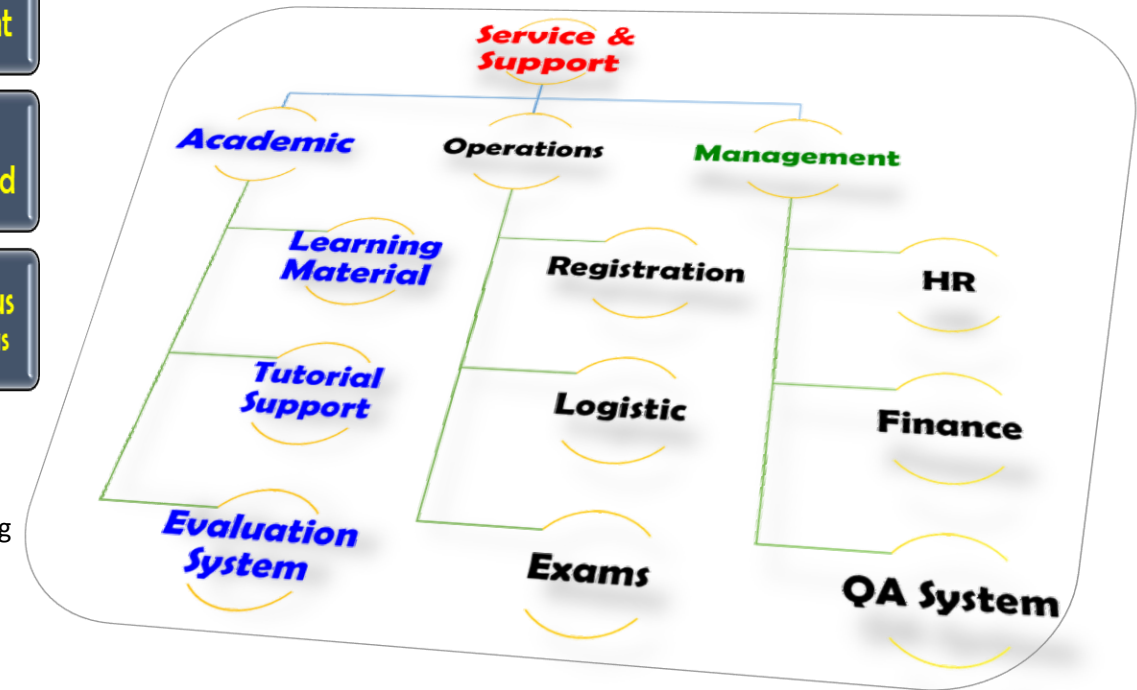 Service &
Support
Academic
Operations
Management
Learning
Material
Tutorial
Support
Evaluation
System
Registration
Logistic
Exams
HR
Finance
QA System